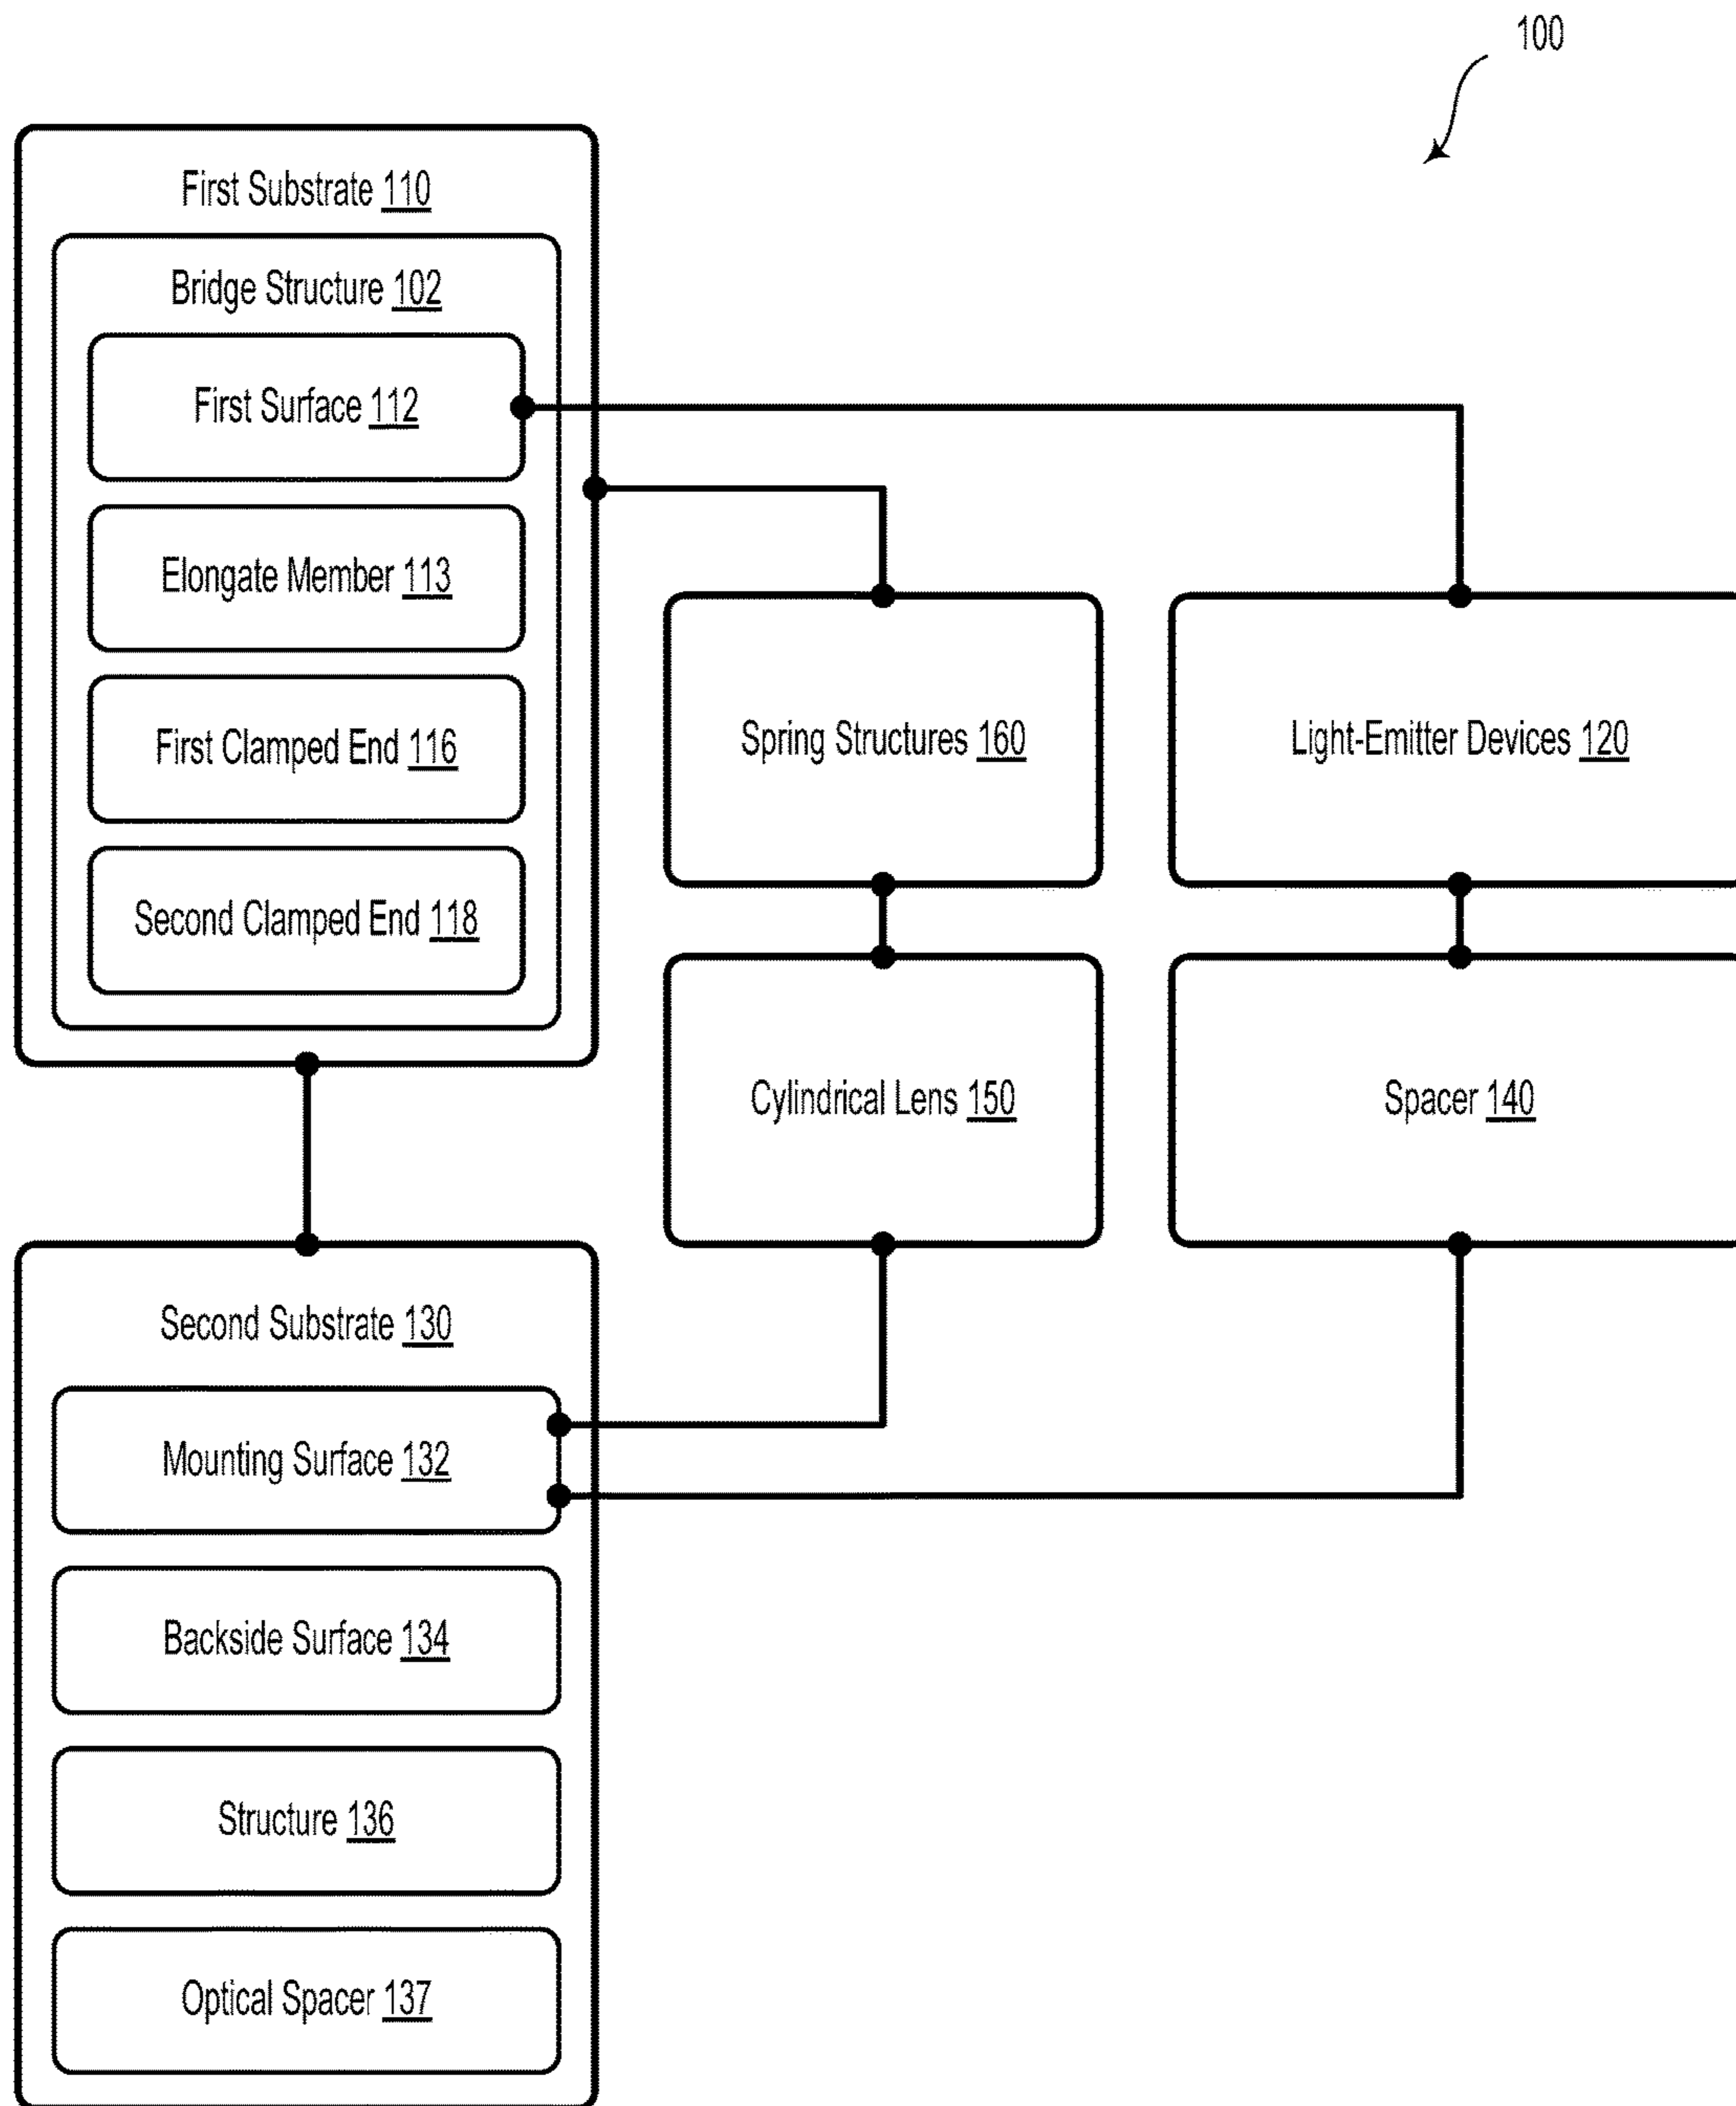 100
First Substrate 110
Bridge Structure 102
First Surface 112
Elongate Member 113
First Clamped End 116
Second Clamped End 118
Spring Structures 160
Light-Emitter Devices 120
Cylindrical Lens 150
Spacer 140
Second Substrate 130
Mounting Surface 132
Backside Surface 134
Structure 136
Optical Spacer 137